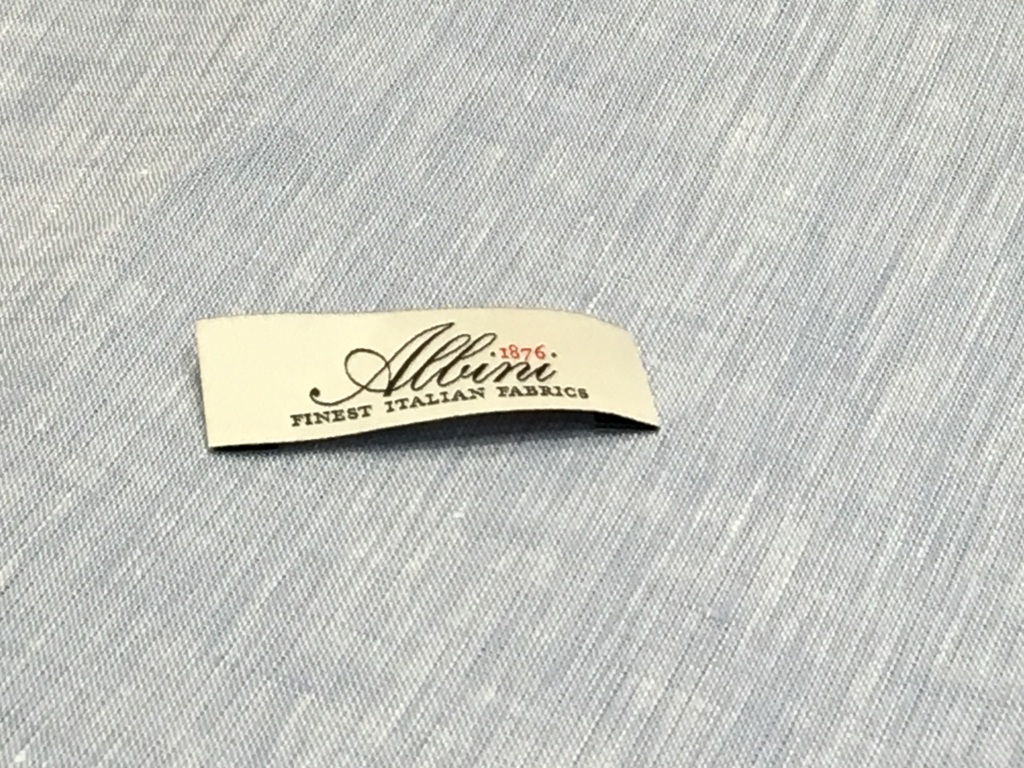 ·1876·
Albini
FINEST ITALIAN FABRICS